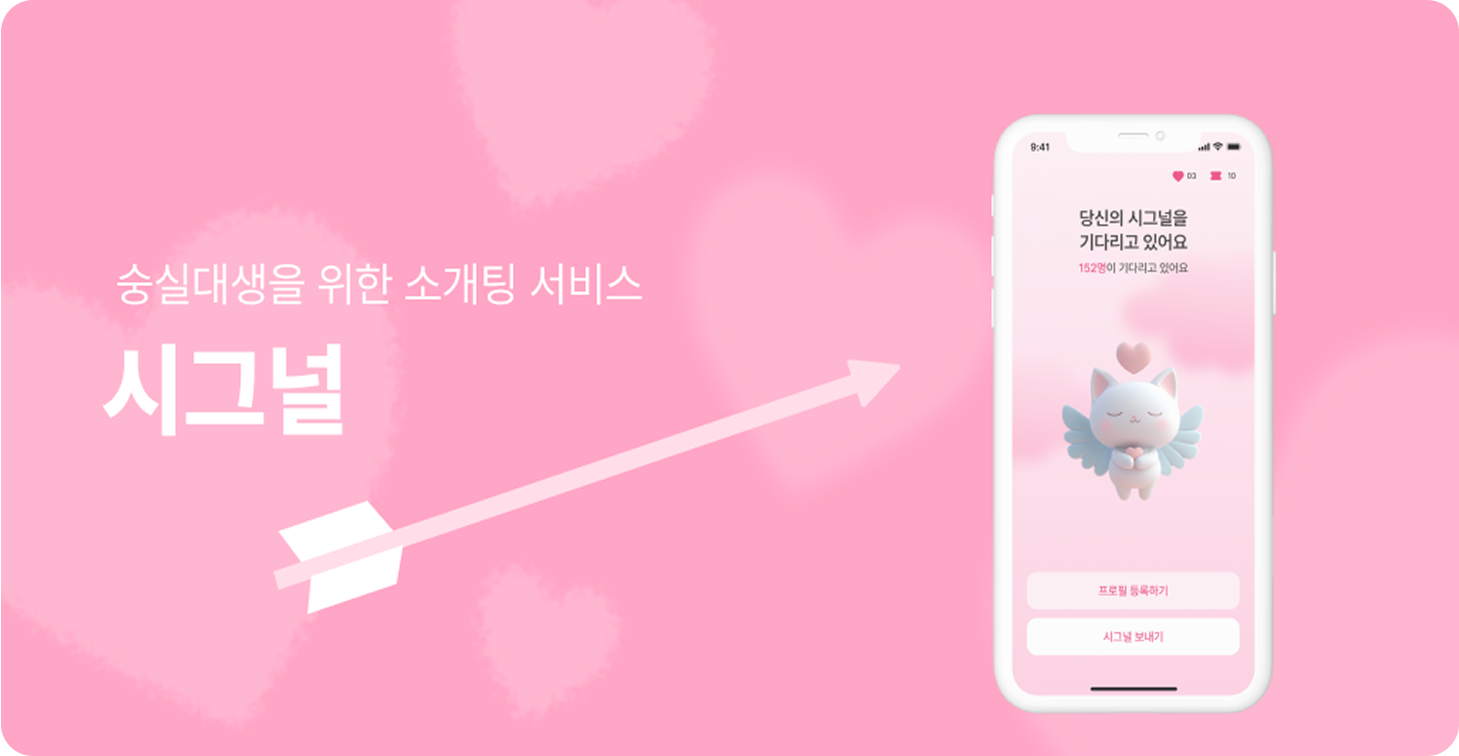 숭실대생을 위한 소개팅 서비스
시그널
9:41
03 10
당신의 시그널을
기다리고 있어요
152명이 기다리고 있어요
프로필 등록하기
시그널 보내기